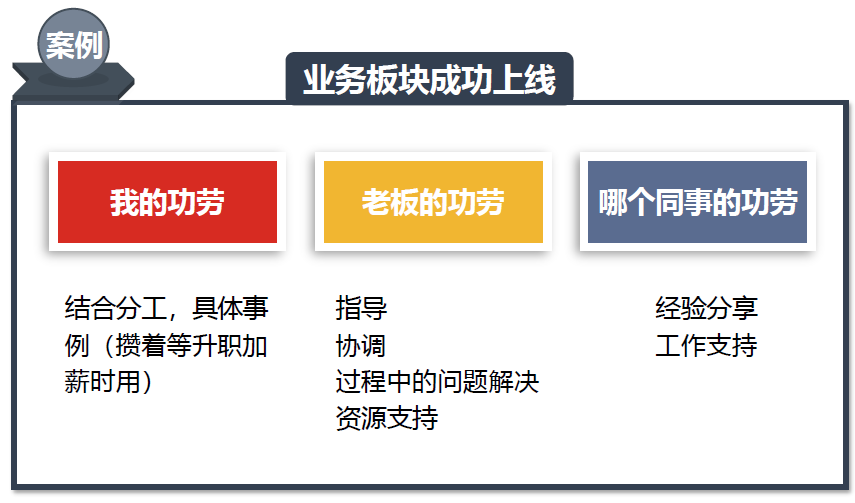 案例
业务板块成功上线
我的功劳
结合分工，具体事
例（攒着等升职加
薪时用）
老板的功劳
指导
协调
过程中的问题解决
资源支持
哪个同事的功劳
经验分享
工作支持